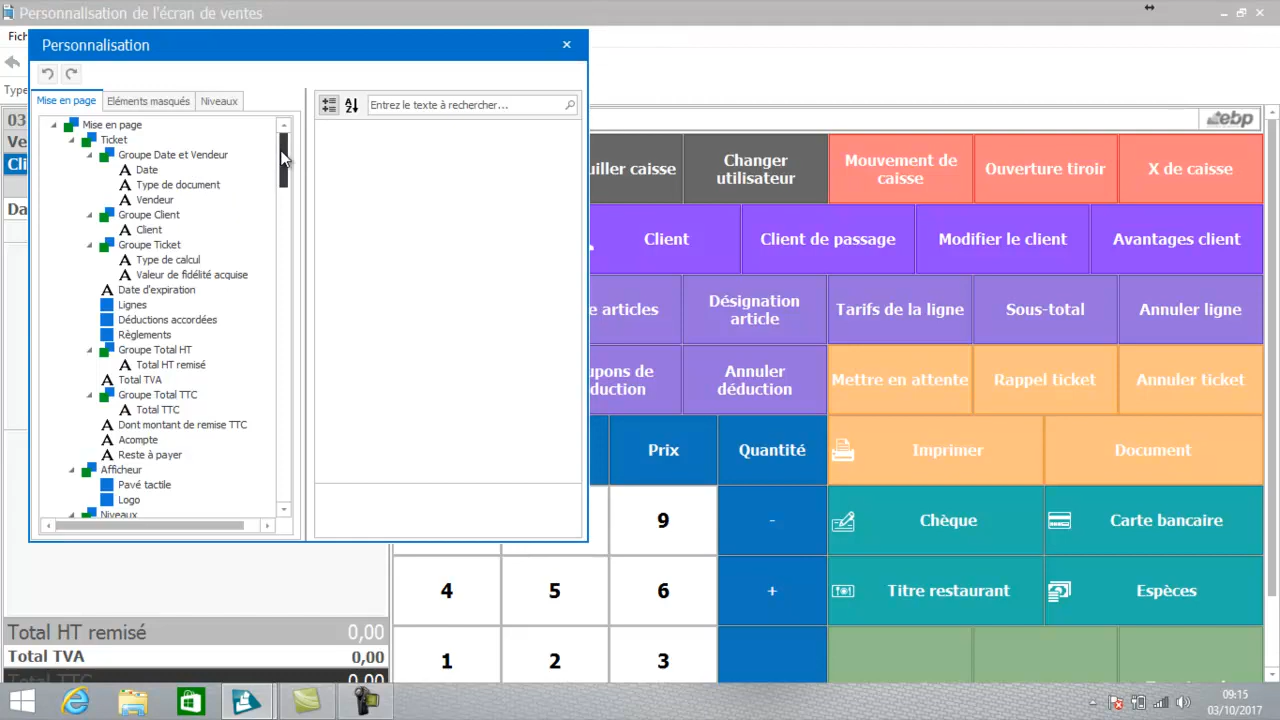 Personnalisation de l'écran de ventes
Fich
Personnalisation
Type
Mise en page
Eléments masqués
Niveaux
Entrez le texte à rechercher...
Mise en page
Ticket
Groupe Date et Vendeur
Date
Type de document
Vendeur
Groupe Client
Client
Groupe Ticket
Type de calcul
Valeur de fidélité acquise
Date d'expiration
Lignes
Déductions accordées
Règlements
Groupe Total HT
Total HT remisé
Total TVA
Groupe Total TTC
Total TTC
Dont montant de remise TTC
Acompte
Reste à payer
Afficheur
Pavé tactile
Logo
Niveaux
03
Ve
Cli
Da
ebp
uiller caisse
Changer
utilisateur
Mouvement de
caisse
Ouverture tiroir
X de caisse
Client
Client de passage
Modifier le client
Avantages client
e articles
Désignation
article
Tarifs de la ligne
Sous-total
Annuler ligne
upons de
duction
Annuler
déduction
Mettre en attente
Rappel ticket
Annuler ticket
Prix
Quantité
Imprimer
Document
9
-
Chèque
Carte bancaire
4
5
6
+
Titre restaurant
Espèces
1
2
3
Total HT remisé 0,00
Total TVA 0,00
Total TTC 0,00
09:15
03/10/2017